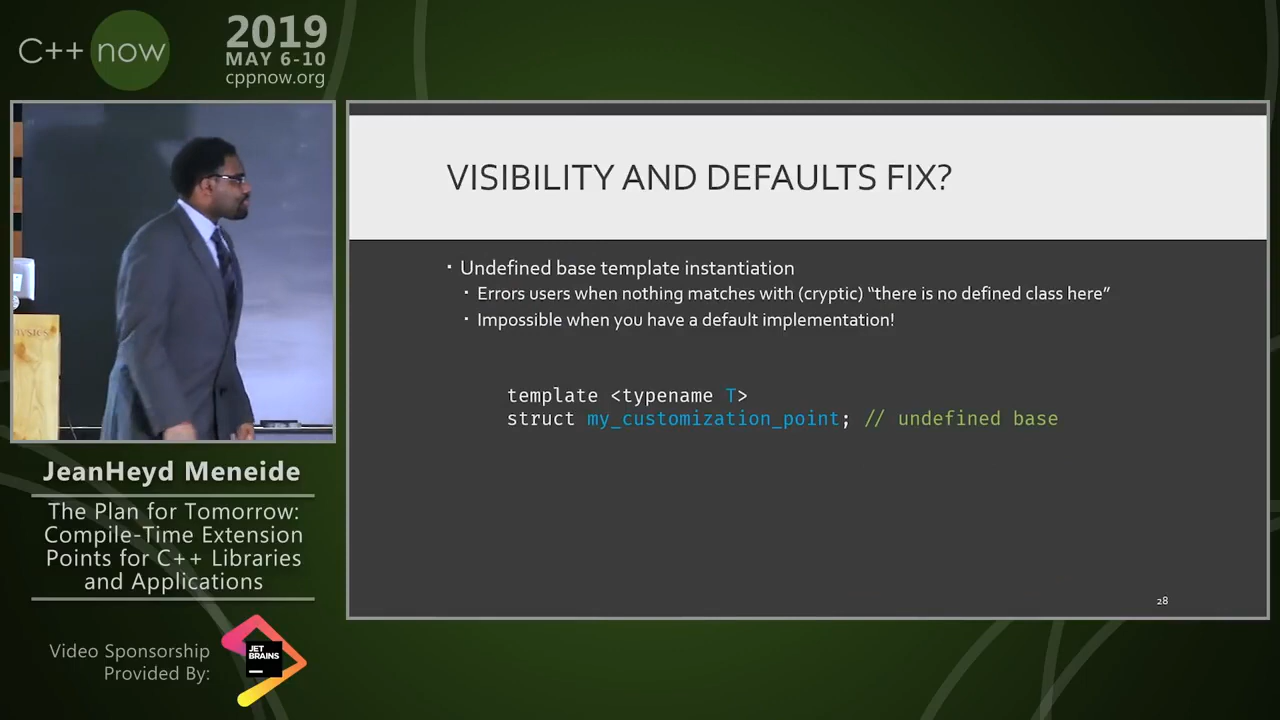 C++ now
2019
MAY 6-10
cppnow.org
VISIBILITY AND DEFAULTS FIX?
▪ Undefined base template instantiation
▪ Errors users when nothing matches with (cryptic) “there is no defined class here”
▪ Impossible when you have a default implementation!
template <typename T>
struct my_customization_point; // undefined base
28
JeanHeyd Meneide
The Plan for Tomorrow:
Compile-Time Extension
Points for C++ Libraries
and Applications
Video Sponsorship
Provided By:
JET
BRAINS